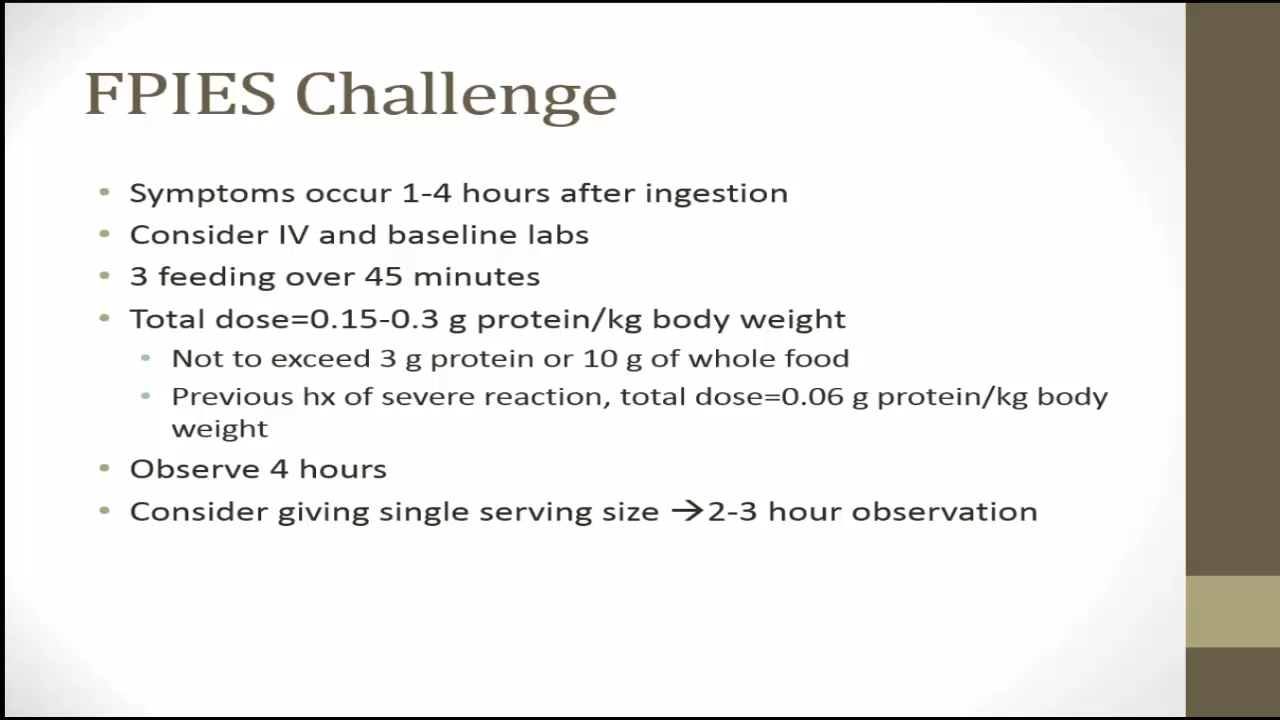 FPIES Challenge
• Symptoms occur 1-4 hours after ingestion
• Consider IV and baseline labs
• 3 feeding over 45 minutes
• Total dose=0.15-0.3 g protein/kg body weight
• Not to exceed 3 g protein or 10 g of whole food
• Previous hx of severe reaction, total dose=0.06 g protein/kg body
weight
• Observe 4 hours
• Consider giving single serving size →2-3 hour observation